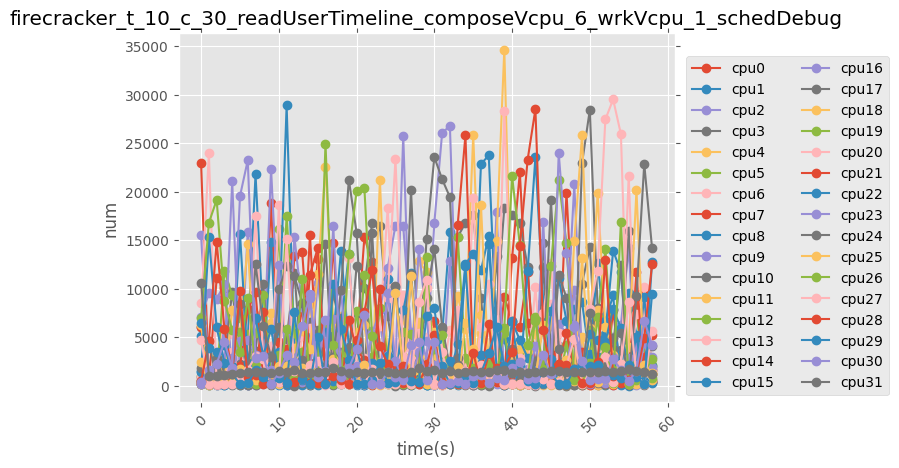 firecracker_t_10_c_30_readUserTimeline_composeVcpu_6_wrkVcpu_1_schedDebug
35000
30000
25000
20000
15000
10000
5000
0
num
0
10
20
30
40
50
60
time(s)
cpu0
cpu1
cpu2
cpu3
cpu4
cpu5
cpu6
cpu7
cpu8
cpu9
cpu10
cpu11
cpu12
cpu13
cpu14
cpu15
cpu16
cpu17
cpu18
cpu19
cpu20
cpu21
cpu22
cpu23
cpu24
cpu25
cpu26
cpu27
cpu28
cpu29
cpu30
cpu31